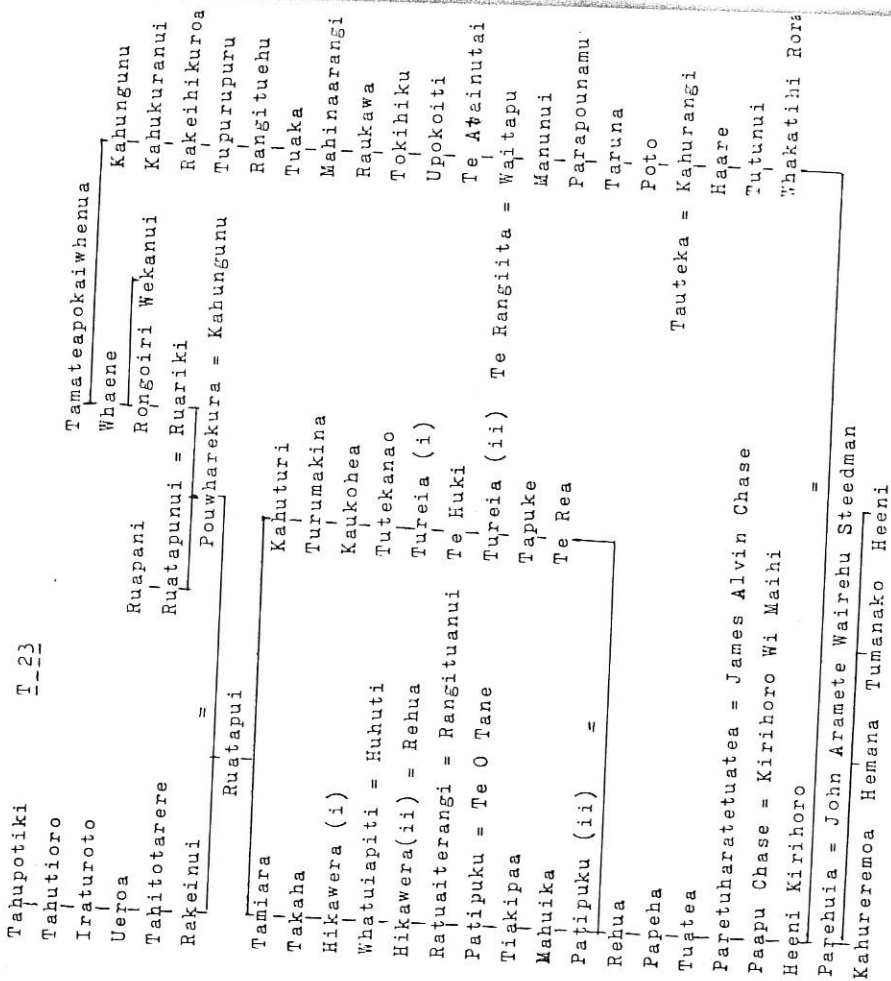 T-23
Tahupotiki
Tahutioro
Iraturoto
Ueroa
Tahitotarere
Rakeinui
=
Ruapani
Ruatapunui = Ruariki
Pouwharekura = Kahungunu
Tamateapokaiwhenua
Whaene
Rongoiri Wekanui
Kahungunu
Kahukuranui
Rakeihikuroa
Tupurupuru
Rangituehu
Tuaka
Mahinaarangi
Raukawa
Tokihiku
Upokoiti
Te Atainutai
Te Rangiita = Waitapu
Manunui
Parapounamu
Taruna
Poto
Tauteka = Kahurangi
Haare
Tutunui
Whakatihi Rora
Ruatapui
Tamiara
Takaha
Hikawera (i)
Whatuiapiti = Huhuti
Hikawera(ii) = Rehua
Ratuaiterangi = Rangituanui
Patipuku = Te O Tane
Tiakipaa
Mahuika
Patipuku (ii)
=
Kahuturi
Turumakina
Kaukohea
Tutekanao
Tureia (i)
Te Huki
Tureia (ii)
Tapuke
Te Rea
Rehua
Papeha
Tuatea
Paretuharatetuatea = James Alvin Chase
Paapu Chase = Kirihoro Wi Maihi
Heeni Kirihoro
=
Parehuia = John Aramete Wairehu Steedman
Kahureremoa Hemana Tumanako Heeni